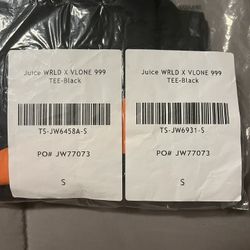 Juice WRLD X VLONE 999
TEE-Black
TS-JW6458A-S
PO# JW77073
S
Juice WRLD X VLONE 999
TEE-Black
TS-JW6931-S
PO# JW77073
S